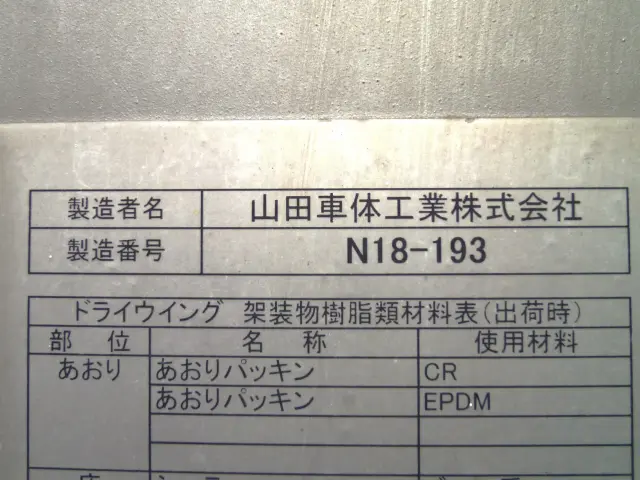 製造者名 山田車体工業株式会社
製造番号 N18-193
ドライウイング 架装物樹脂類材料表(出荷時)
部 位 名 称 使用材料
あおり あおりパッキン CR
あおりパッキン EPDM